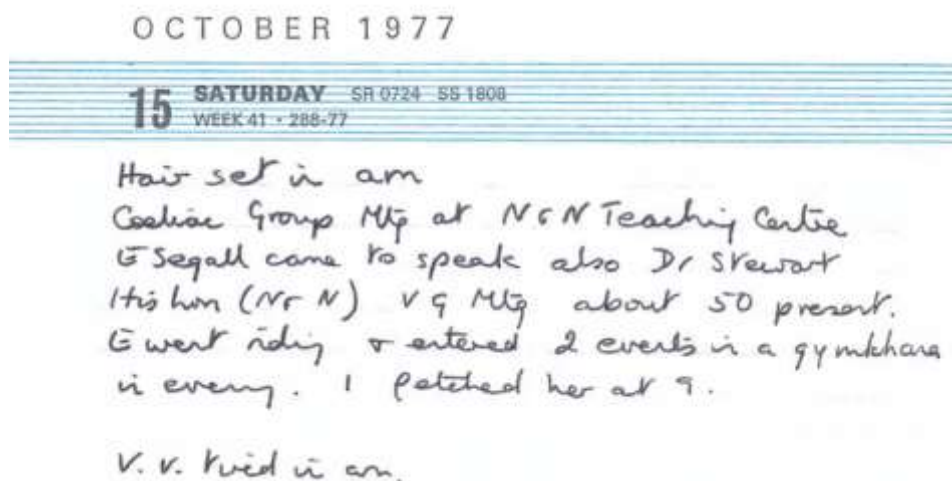 OCTOBER 1977
15 SATURDAY SR 0724 SS 1808
WEEK 41 · 288-77
Hair set in am
Coeliac Group Mtg at N & N Teaching Centre
E Segall came to speak also Dr Stewart
(N & N) V G Mtg about 50 present.
E went riding & entered 2 events in a gymkhana
in evening. I fetched her at 9.
V. v. tired in am.